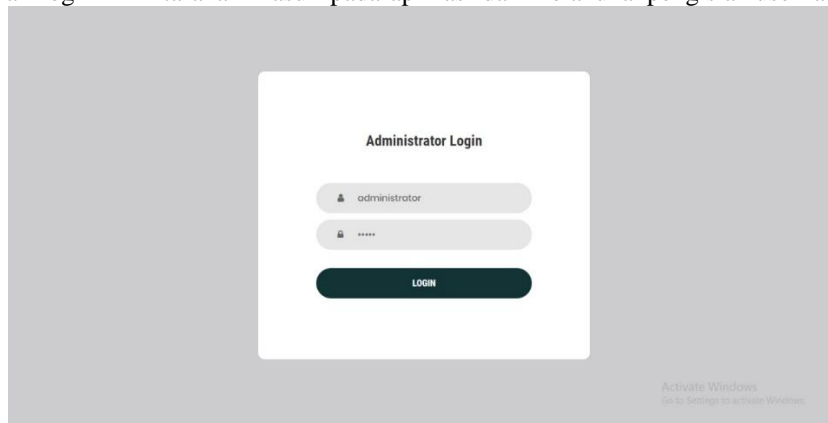 Administrator Login
administrator
•••••
LOGIN
Activate Windows
Go to Settings to activate Windows.